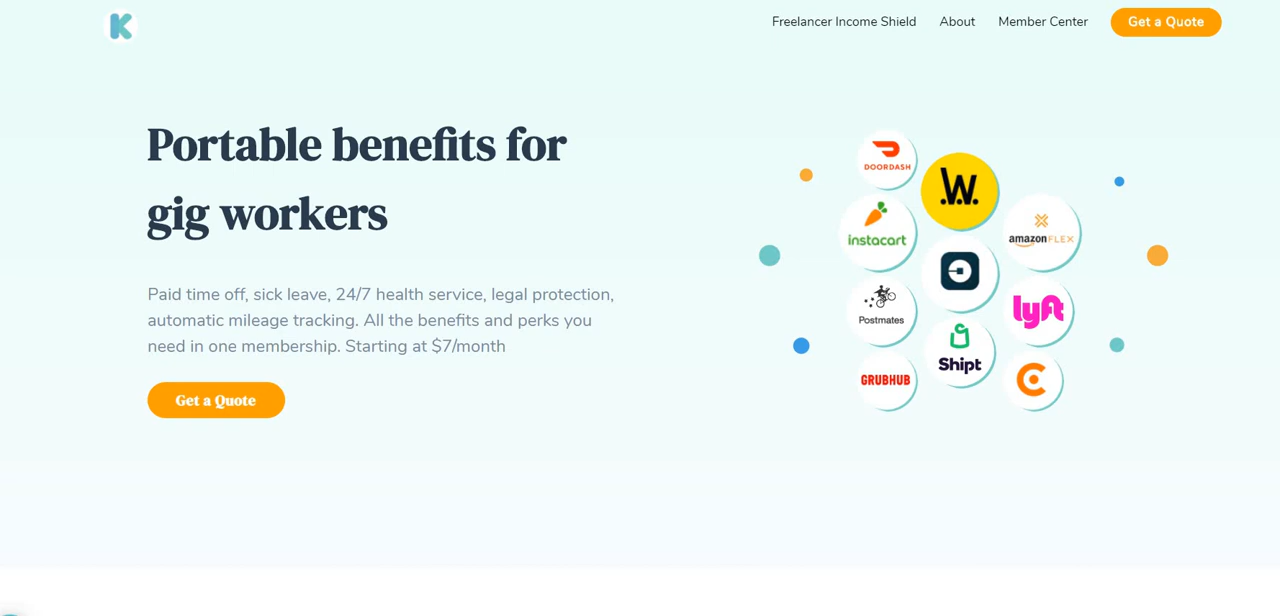 K
Freelancer Income Shield
About
Member Center
Get a Quote
Portable benefits for
gig workers
Paid time off, sick leave, 24/7 health service, legal protection,
automatic mileage tracking. All the benefits and perks you
need in one membership. Starting at $7/month
Get a Quote
DOORDASH
.W.
instacart
amazon FLEX
Postmates
lyft
Shipt
GRUBHUB
C